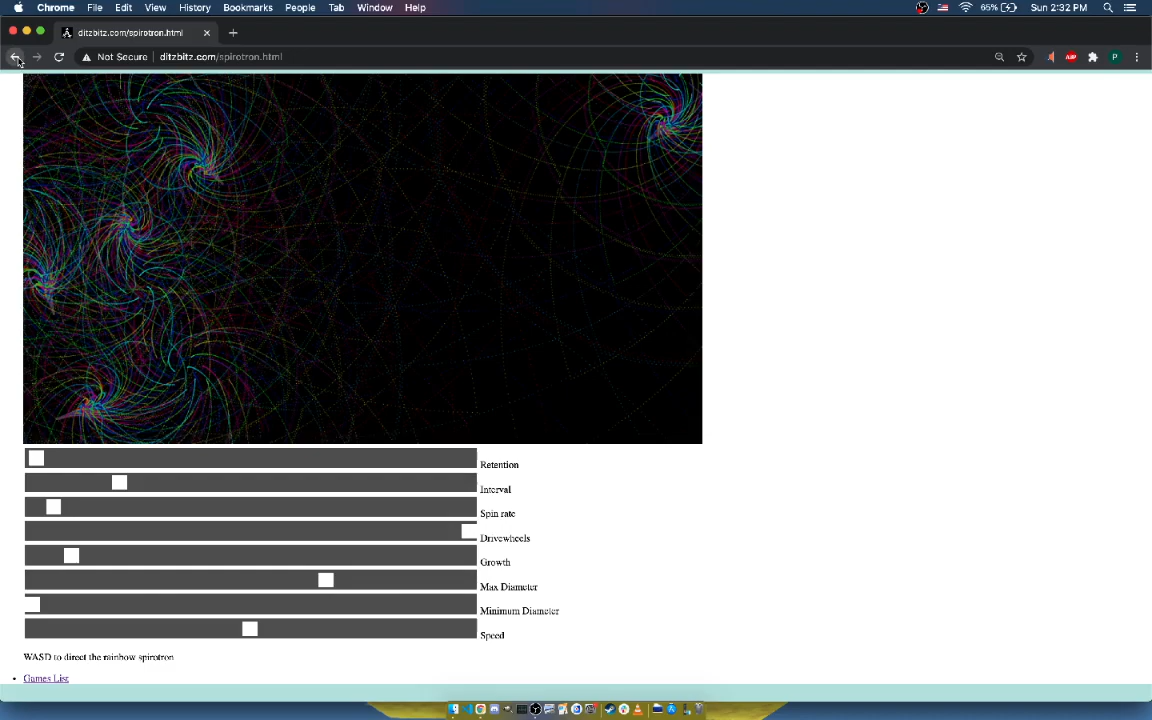 Chrome File Edit View History Bookmarks People Tab Window Help 65% Sun 2:32 PM
ditzbitz.com/spirotron.html
Not Secure ditzbitz.com/spirotron.html ABP P
Retention
Interval
Spin rate
Drivewheels
Growth
Max Diameter
Minimum Diameter
Speed
WASD to direct the rainbow spirotron
• Games List